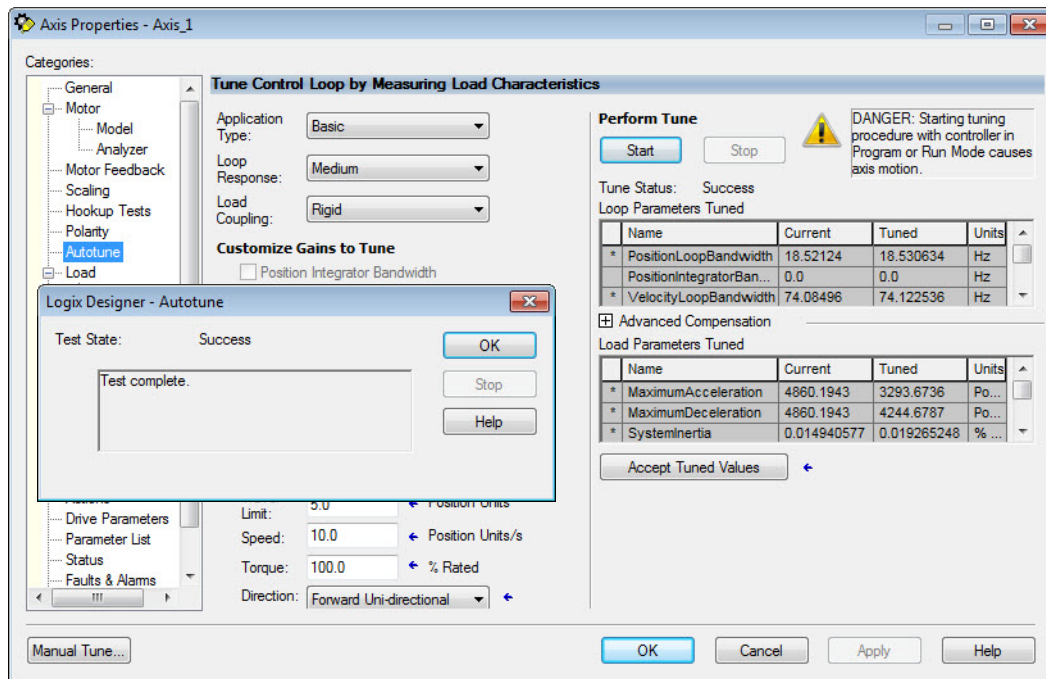 Axis Properties - Axis_1
Categories:
General
Motor
Model
Analyzer
Motor Feedback
Scaling
Hookup Tests
Polarity
Autotune
Load
Drive Parameters
Parameter List
Status
Faults & Alarms
Tune Control Loop by Measuring Load Characteristics
Application Type: Basic
Loop Response: Medium
Load Coupling: Rigid
Customize Gains to Tune
Position Integrator Bandwidth
Logix Designer - Autotune
Test State: Success
Test complete.
OK
Stop
Help
Limit: 5.0 Position Units
Speed: 10.0 Position Units/s
Torque: 100.0 % Rated
Direction: Forward Uni-directional
Perform Tune
Start Stop
DANGER: Starting tuning
procedure with controller in
Program or Run Mode causes
axis motion.
Tune Status: Success
Loop Parameters Tuned
Name Current Tuned Units
* PositionLoopBandwidth 18.52124 18.530634 Hz
PositionIntegratorBan... 0.0 0.0 Hz
* VelocityLoopBandwidth 74.08496 74.122536 Hz
Advanced Compensation
Load Parameters Tuned
Name Current Tuned Units
* MaximumAcceleration 4860.1943 3293.6736 Po...
* MaximumDeceleration 4860.1943 4244.6787 Po...
* SystemInertia 0.014940577 0.019265248 % ...
Accept Tuned Values
Manual Tune...
OK Cancel Apply Help